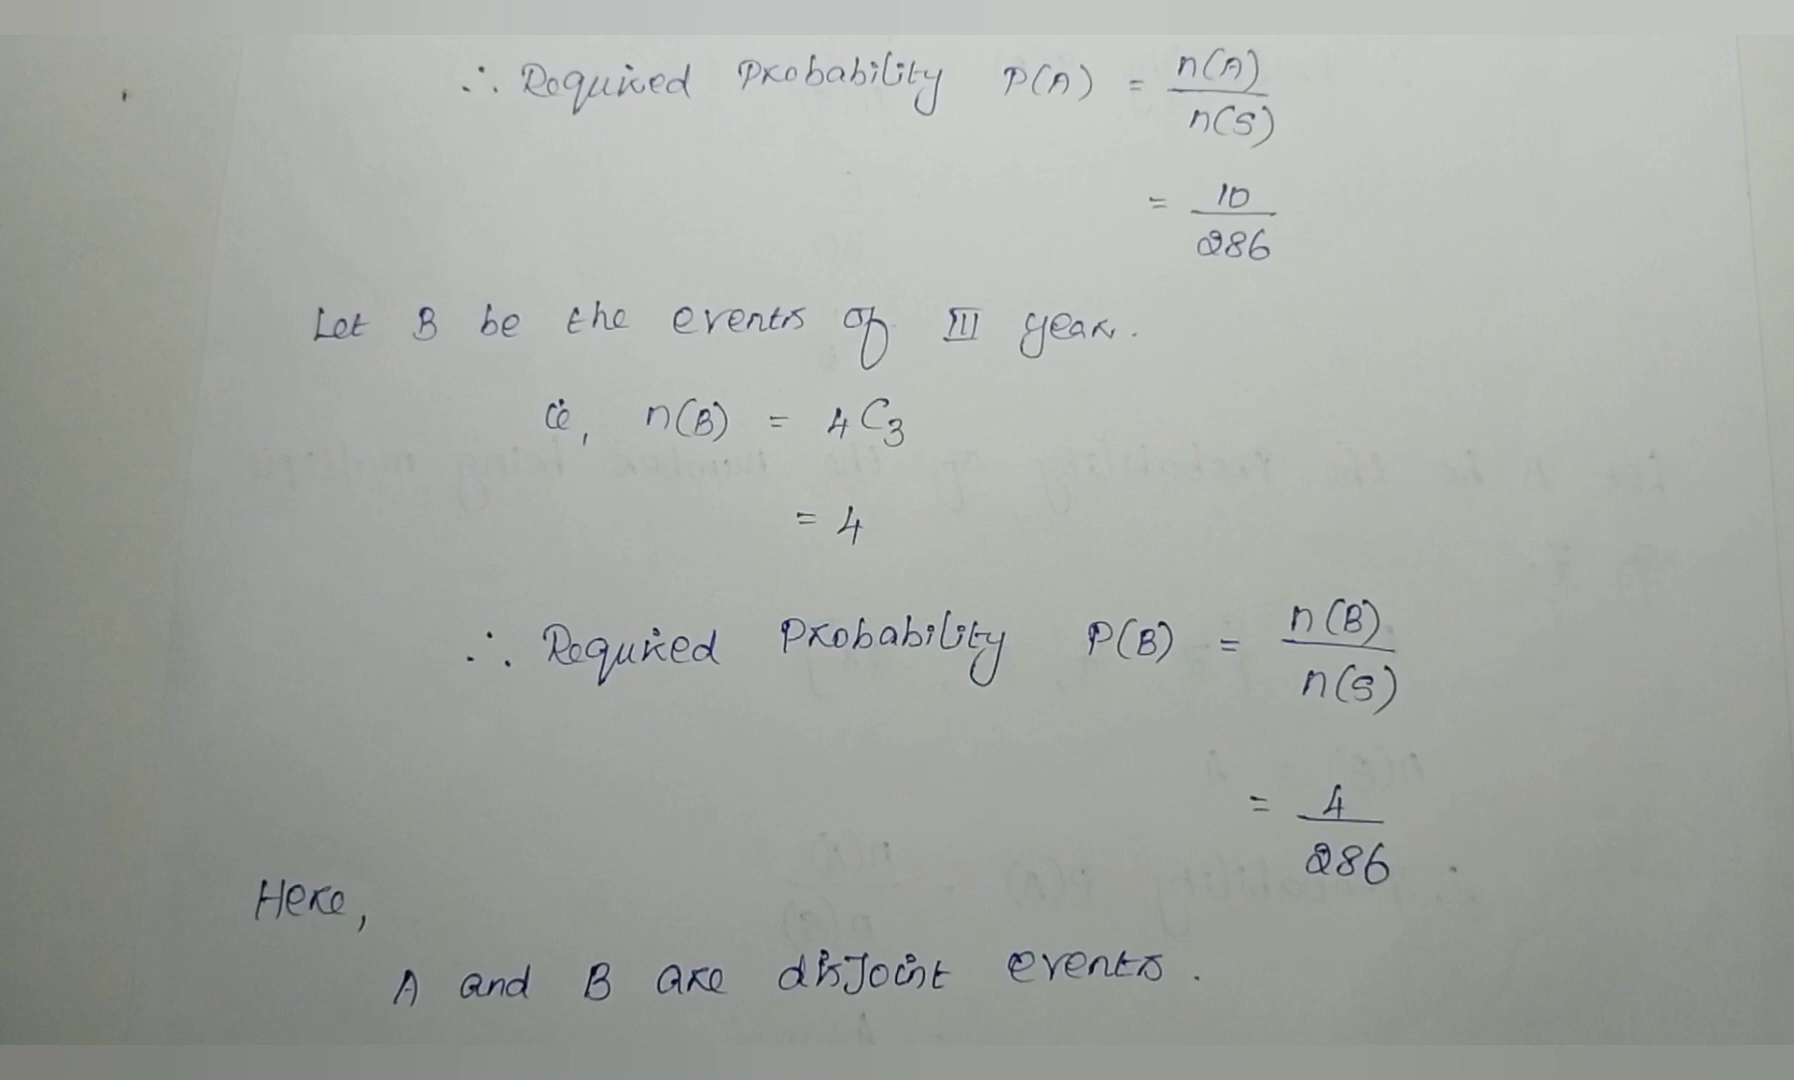 ∴ Required Probability P(A) = n(A)/n(S)
= 10/286
Let B be the events of III year.
ie, n(B) = 4C3
= 4
∴ Required Probability P(B) = n(B)/n(S)
= 4/286
Here,
A and B are disjoint events.